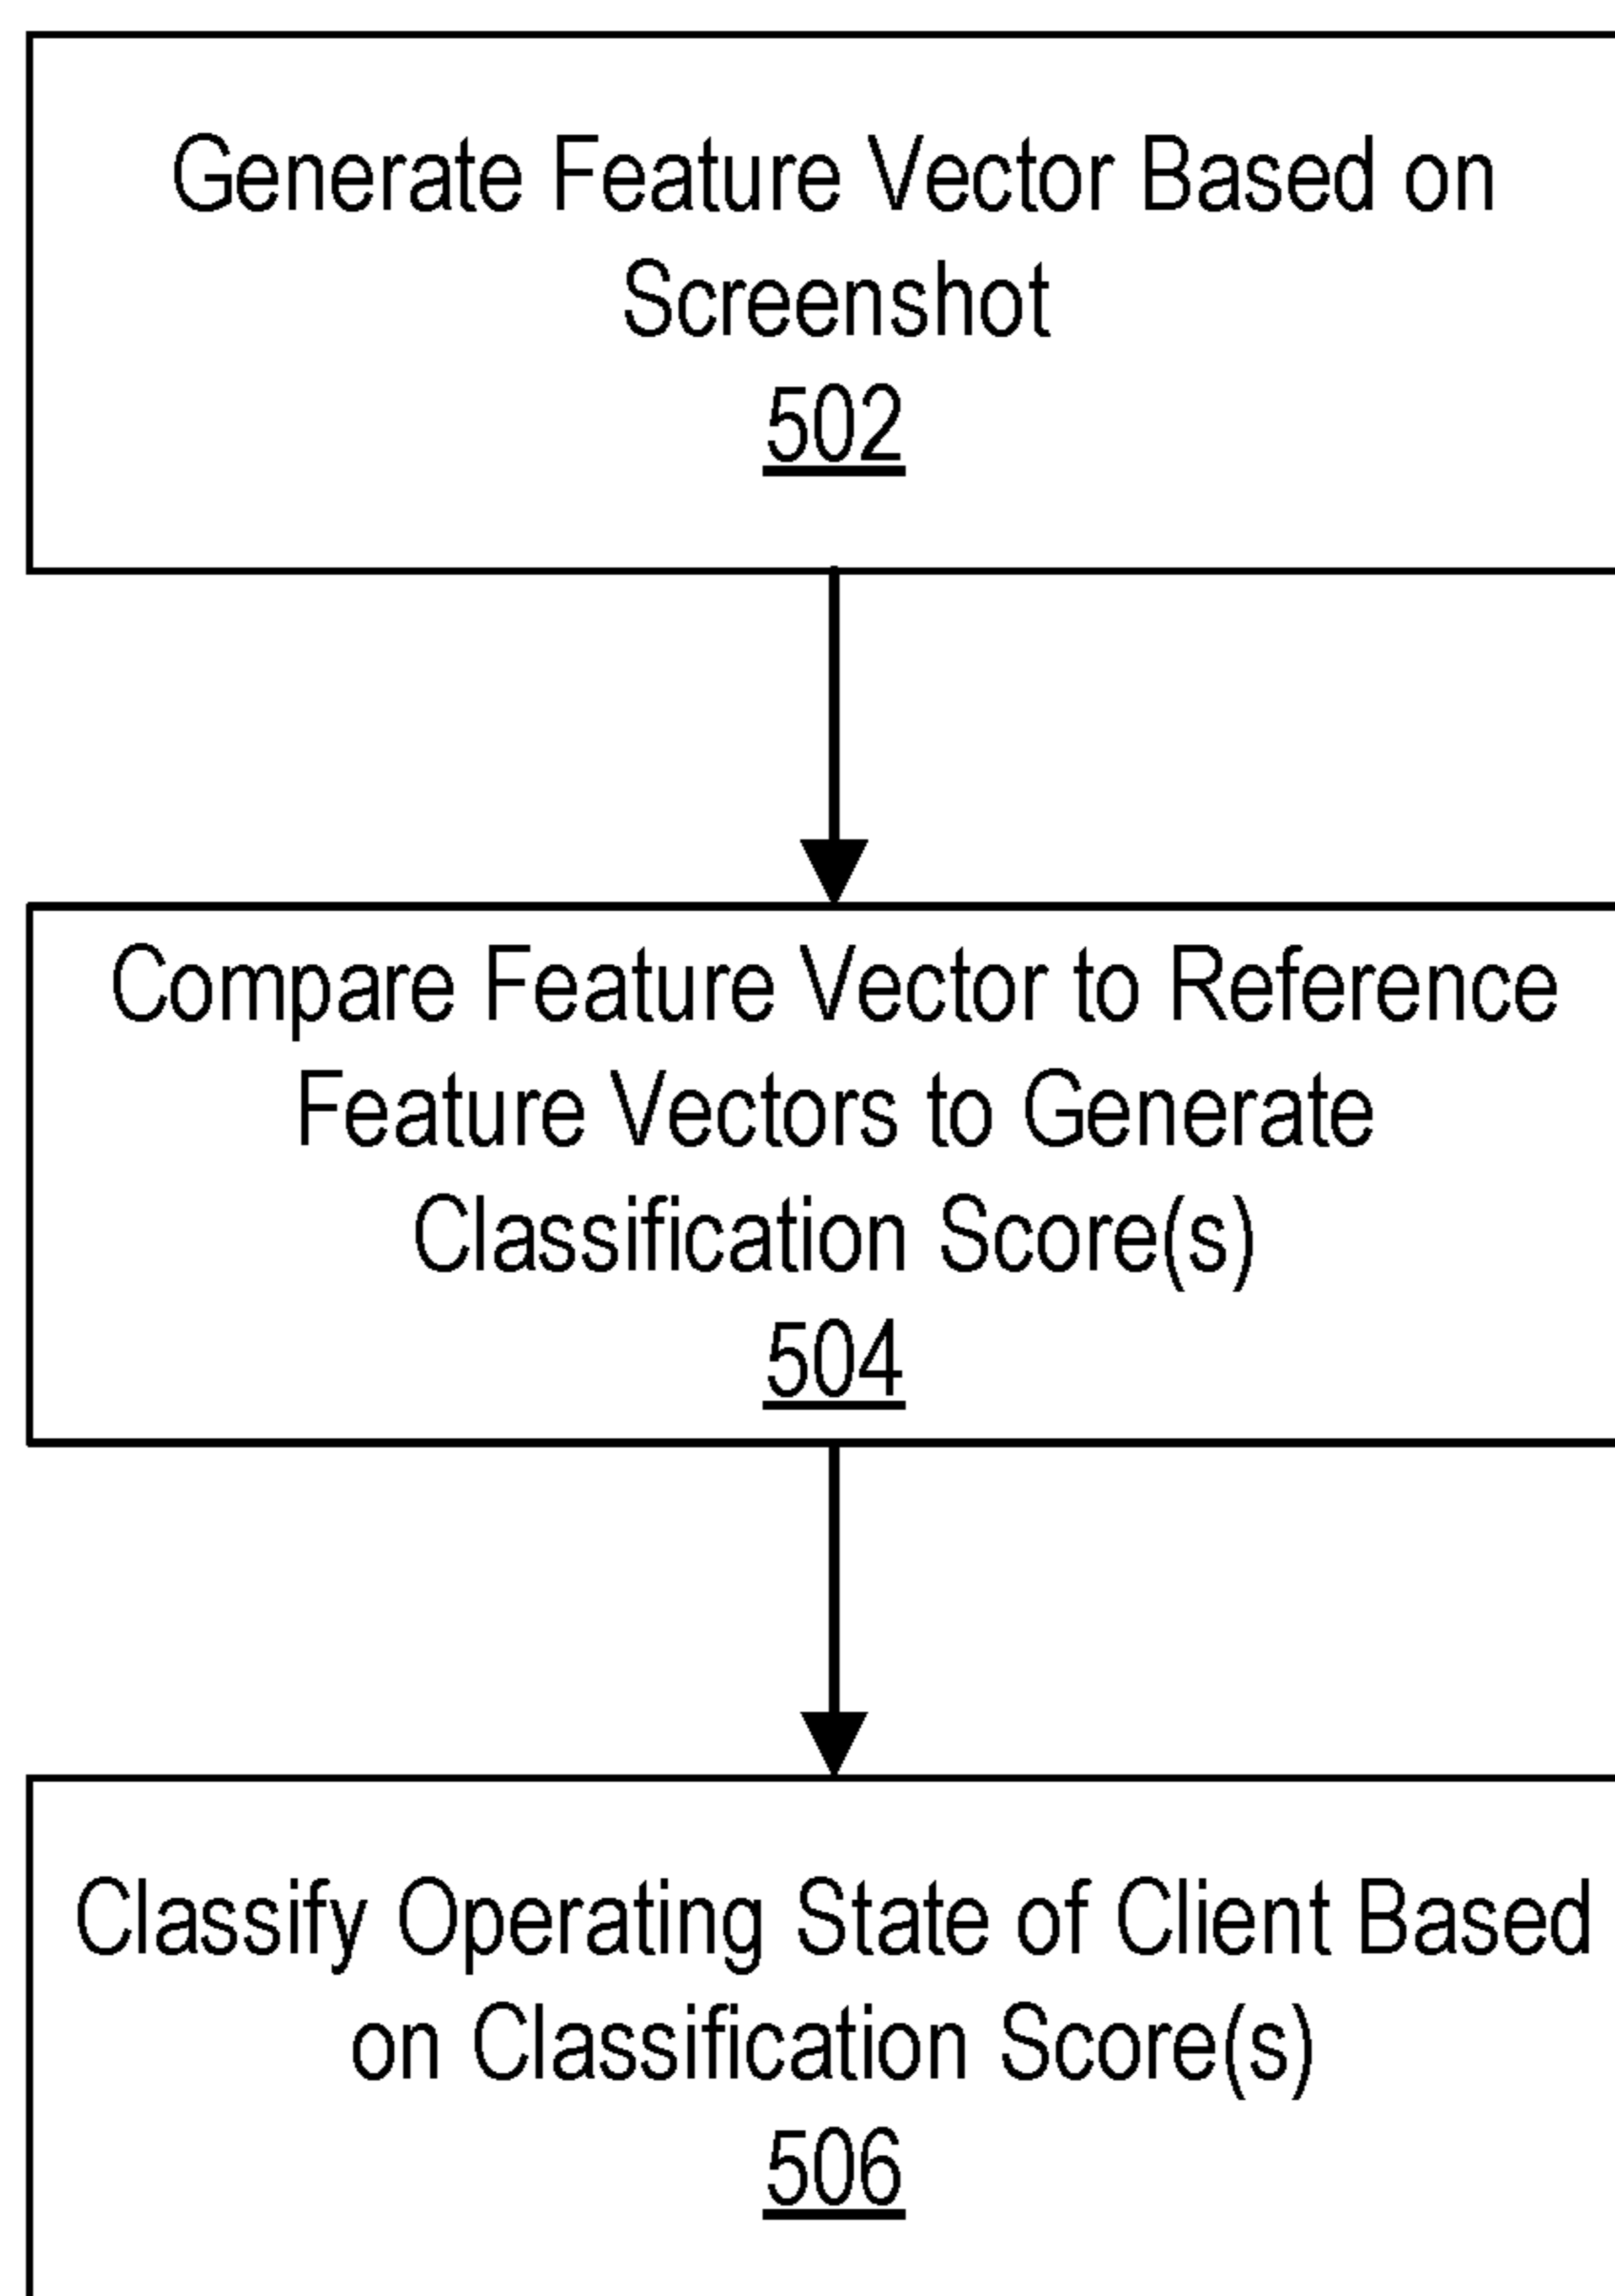 Generate Feature Vector Based on
Screenshot
502
Compare Feature Vector to Reference
Feature Vectors to Generate
Classification Score(s)
504
Classify Operating State of Client Based
on Classification Score(s)
506